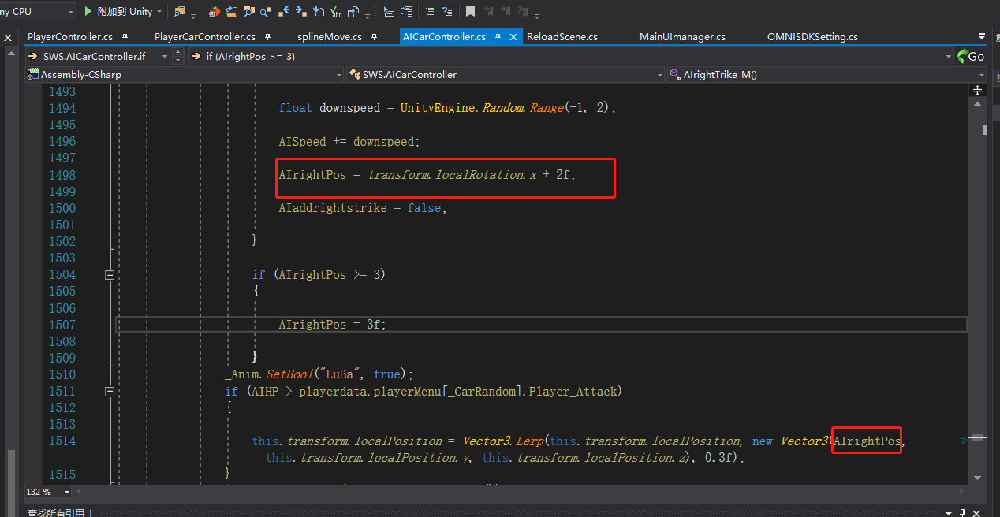 ny CPU 附加到 Unity
PlayerController.cs PlayerCarController.cs splineMove.cs AICarController.cs ReloadScene.cs MainUImanager.cs OMNISDKSetting.cs
SWS.AICarController.if if (AIrightPos >= 3) Go
Assembly-CSharp SWS.AICarController AIrightTrike_M()
1493
1494 float downspeed = UnityEngine.Random.Range(-1, 2);
1495
1496 AISpeed += downspeed;
1497
1498 AIrightPos = transform.localRotation.x + 2f;
1499
1500 AIaddrightstrike = false;
1501
1502 }
1503
1504 if (AIrightPos >= 3)
1505 {
1506
1507 AIrightPos = 3f;
1508
1509 }
1510 _Anim.SetBool("LuBa", true);
1511 if (AIHP > playerdata.playerMenu[_CarRandom].Player_Attack)
1512 {
1513
1514 this.transform.localPosition = Vector3.Lerp(this.transform.localPosition, new Vector3(AIrightPos,
this.transform.localPosition.y, this.transform.localPosition.z), 0.3f);
1515 }
132 %
查找所有引用 1